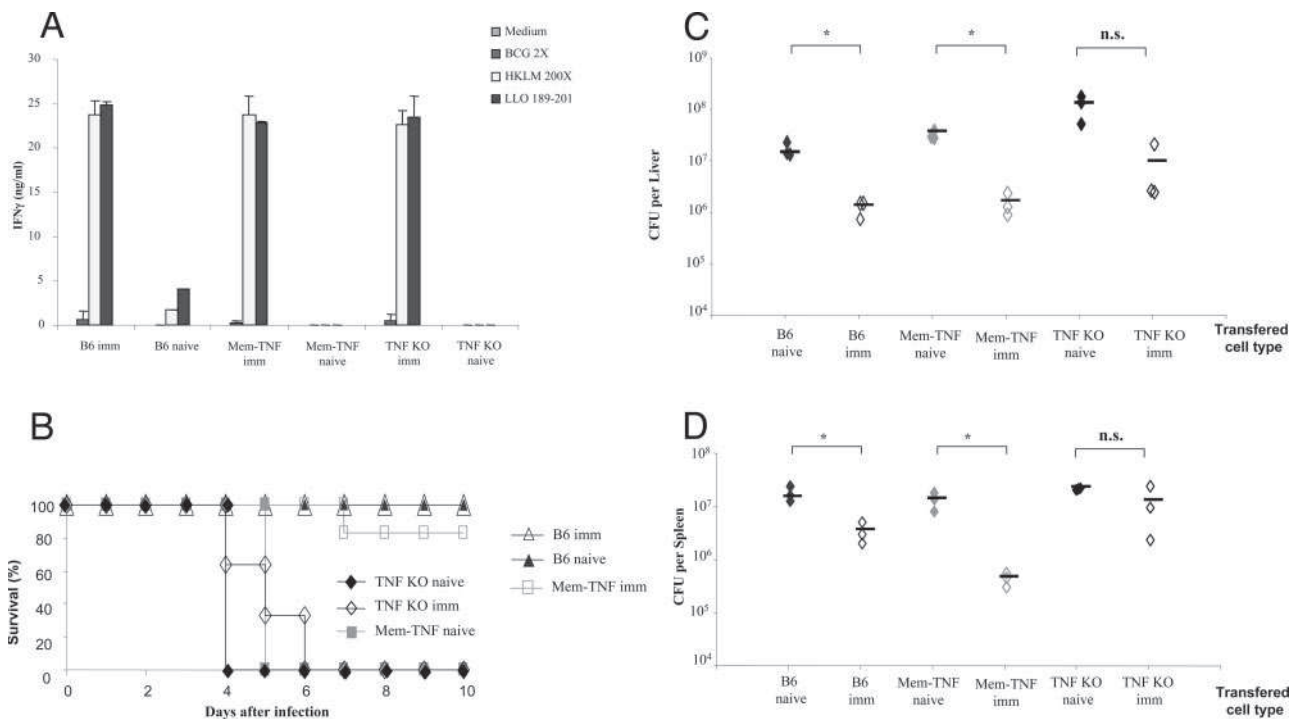 A
Medium
BCG 2X
HKLM 200X
LLO 189-201
30
25
20
15
10
5
0
IFNγ (ng/ml)
B6 imm
B6 naive
Mem-TNF
imm
Mem-TNF
naive
TNF KO
imm
TNF KO
naive
B
100
80
60
40
20
0
Survival (%)
0
2
4
6
8
10
Days after infection
TNF KO naive
TNF KO imm
Mem-TNF naive
B6 imm
B6 naive
Mem-TNF imm
C
*
*
n.s.
10⁹
10⁸
10⁷
10⁶
10⁵
10⁴
CFU per Liver
B6
naive
B6
imm
Mem-TNF
naive
Mem-TNF
imm
TNF KO
naive
TNF KO
imm
Transfered
cell type
D
*
*
n.s.
10⁸
10⁷
10⁶
10⁵
10⁴
CFU per Spleen
B6
naive
B6
imm
Mem-TNF
naive
Mem-TNF
imm
TNF KO
naive
TNF KO
imm
Transfered
cell type